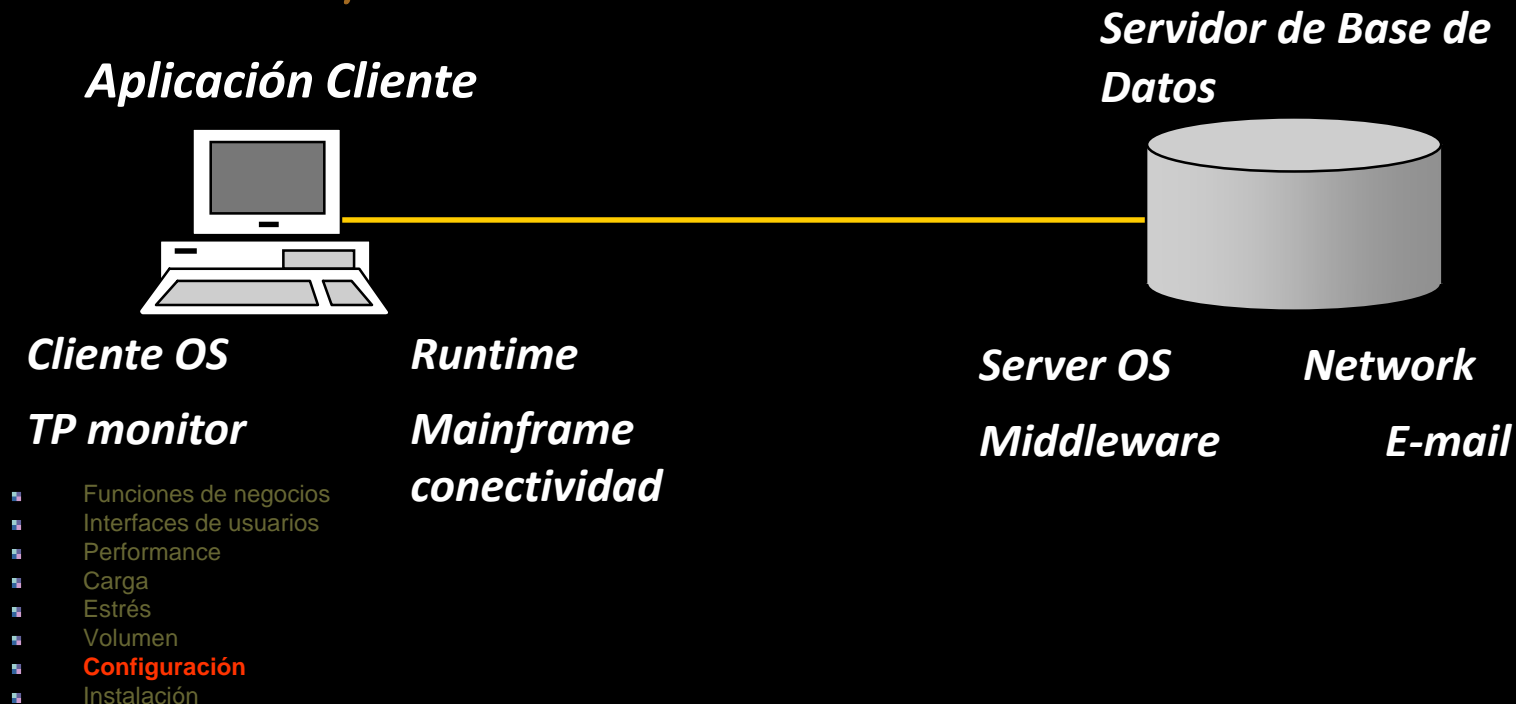 Aplicación Cliente
Servidor de Base de
Datos
Cliente OS
Runtime
Server OS
Network
TP monitor
Mainframe
conectividad
Middleware
E-mail
Funciones de negocios
Interfaces de usuarios
Performance
Carga
Estrés
Volumen
Configuración
Instalación